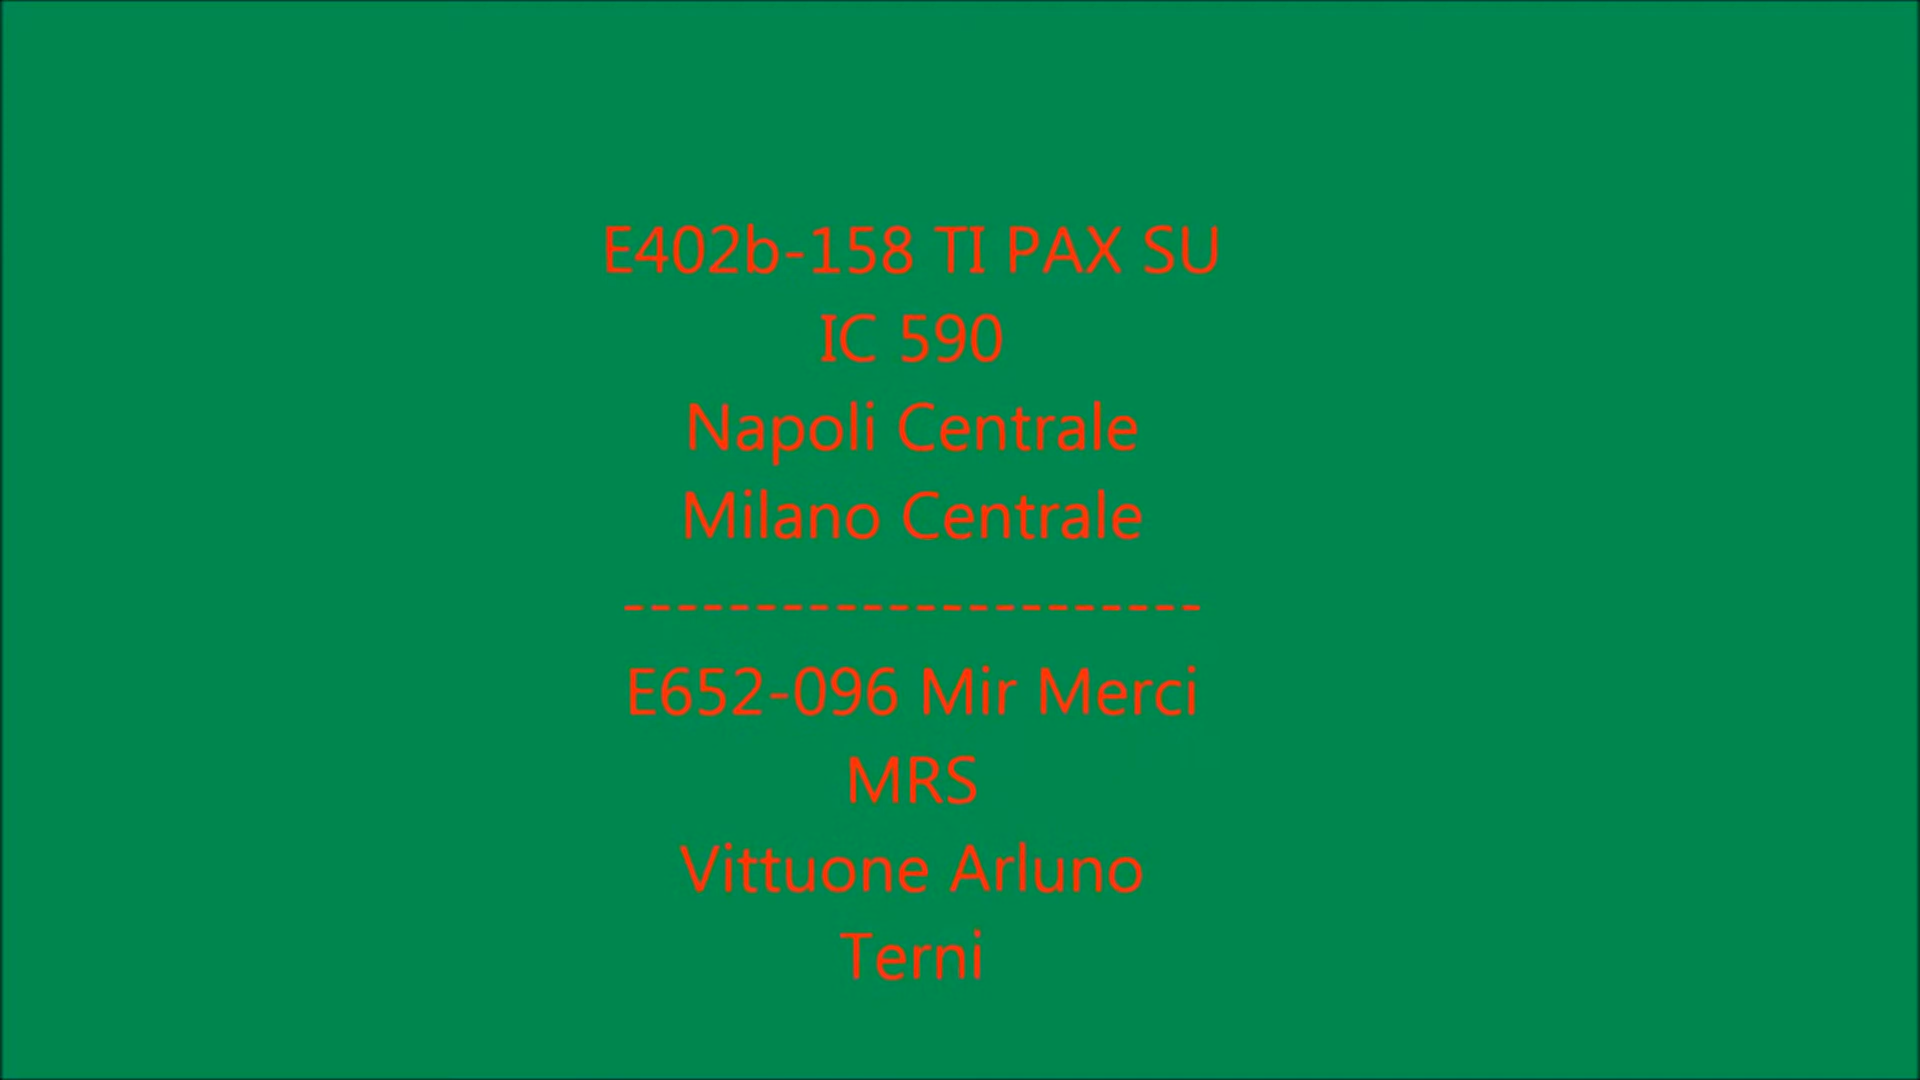 E402b-158 TI PAX SU
IC 590
Napoli Centrale
Milano Centrale
----------------------
E652-096 Mir Merci
MRS
Vittuone Arluno
Terni